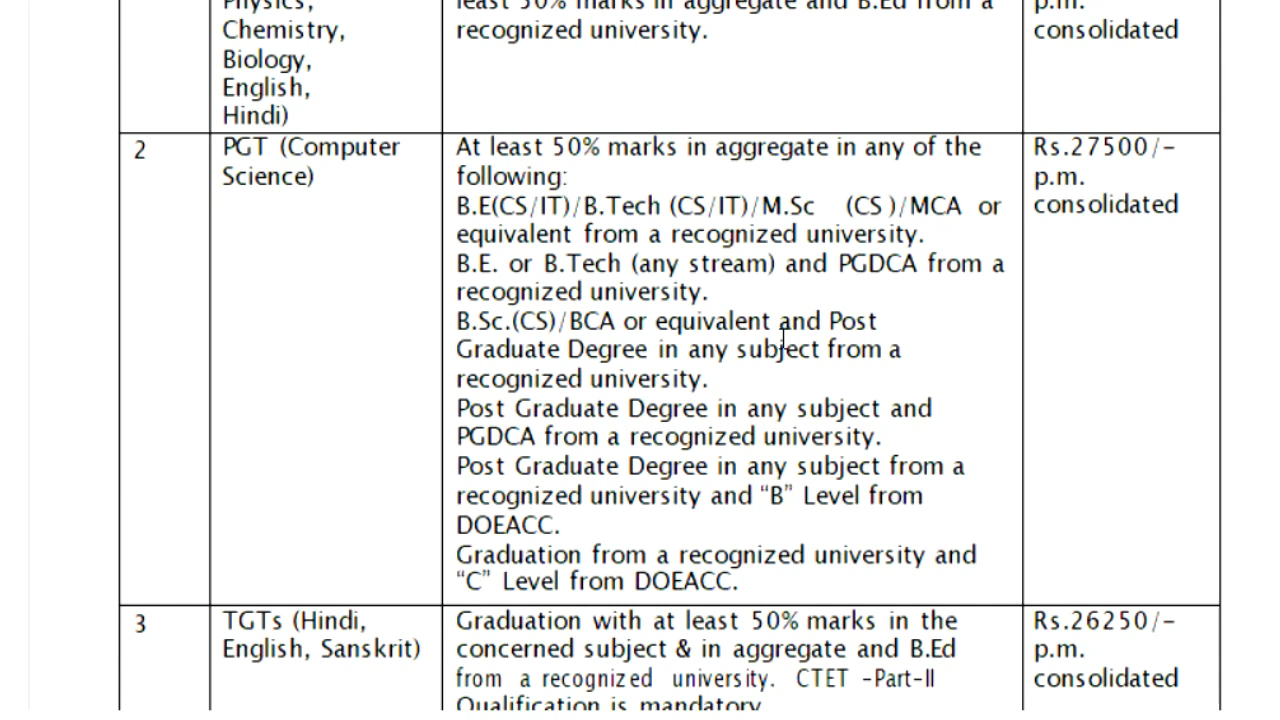 Physics,
Chemistry,
Biology,
English,
Hindi)
least 50% marks in aggregate and B.Ed from a
recognized university.
p.m.
consolidated
2
PGT (Computer
Science)
At least 50% marks in aggregate in any of the
following:
B.E(CS/IT)/B.Tech (CS/IT)/M.Sc (CS )/MCA or
equivalent from a recognized university.
B.E. or B.Tech (any stream) and PGDCA from a
recognized university.
B.Sc.(CS)/BCA or equivalent and Post
Graduate Degree in any subject from a
recognized university.
Post Graduate Degree in any subject and
PGDCA from a recognized university.
Post Graduate Degree in any subject from a
recognized university and “B” Level from
DOEACC.
Graduation from a recognized university and
“C” Level from DOEACC.
Rs.27500/-
p.m.
consolidated
3
TGTs (Hindi,
English, Sanskrit)
Graduation with at least 50% marks in the
concerned subject & in aggregate and B.Ed
from a recognized university. CTET -Part-II
Qualification is mandatory
Rs.26250/-
p.m.
consolidated